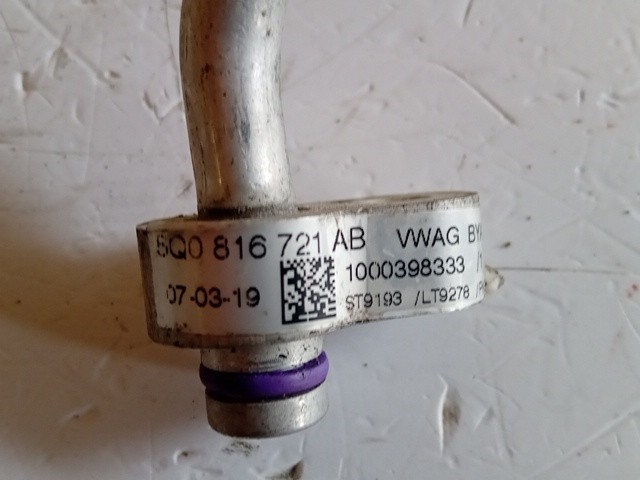 5Q0 816 721 AB VWAG
1000398333
07-03-19
ST9193 /LT9278